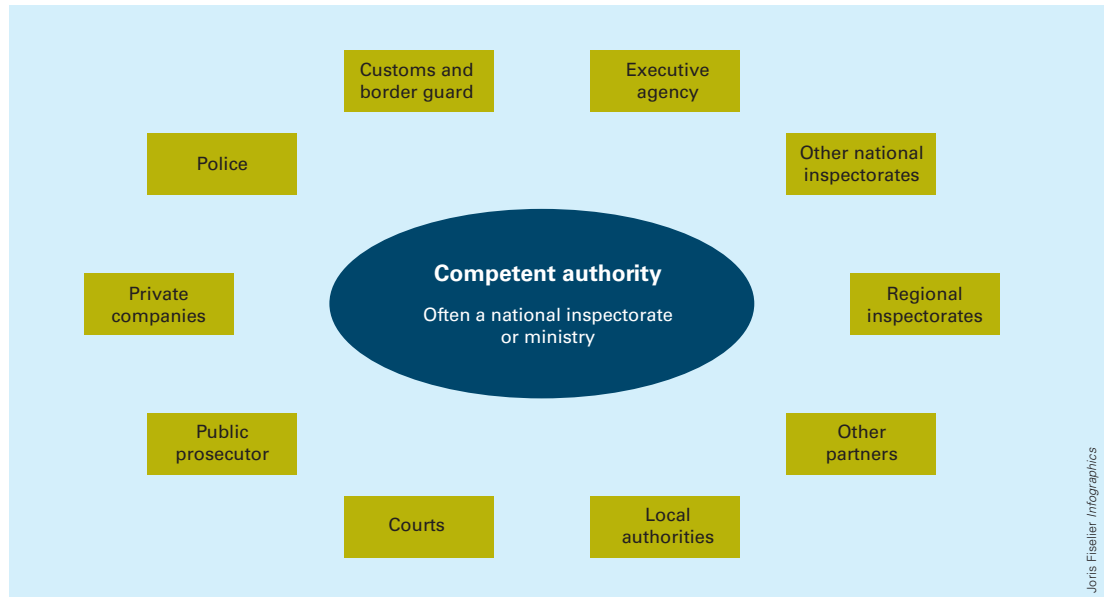 Customs and
border guard
Executive
agency
Police
Other national
inspectorates
Competent authority
Often a national inspectorate
or ministry
Private
companies
Regional
inspectorates
Public
prosecutor
Other
partners
Courts
Local
authorities
Joris Fiselier Infographics